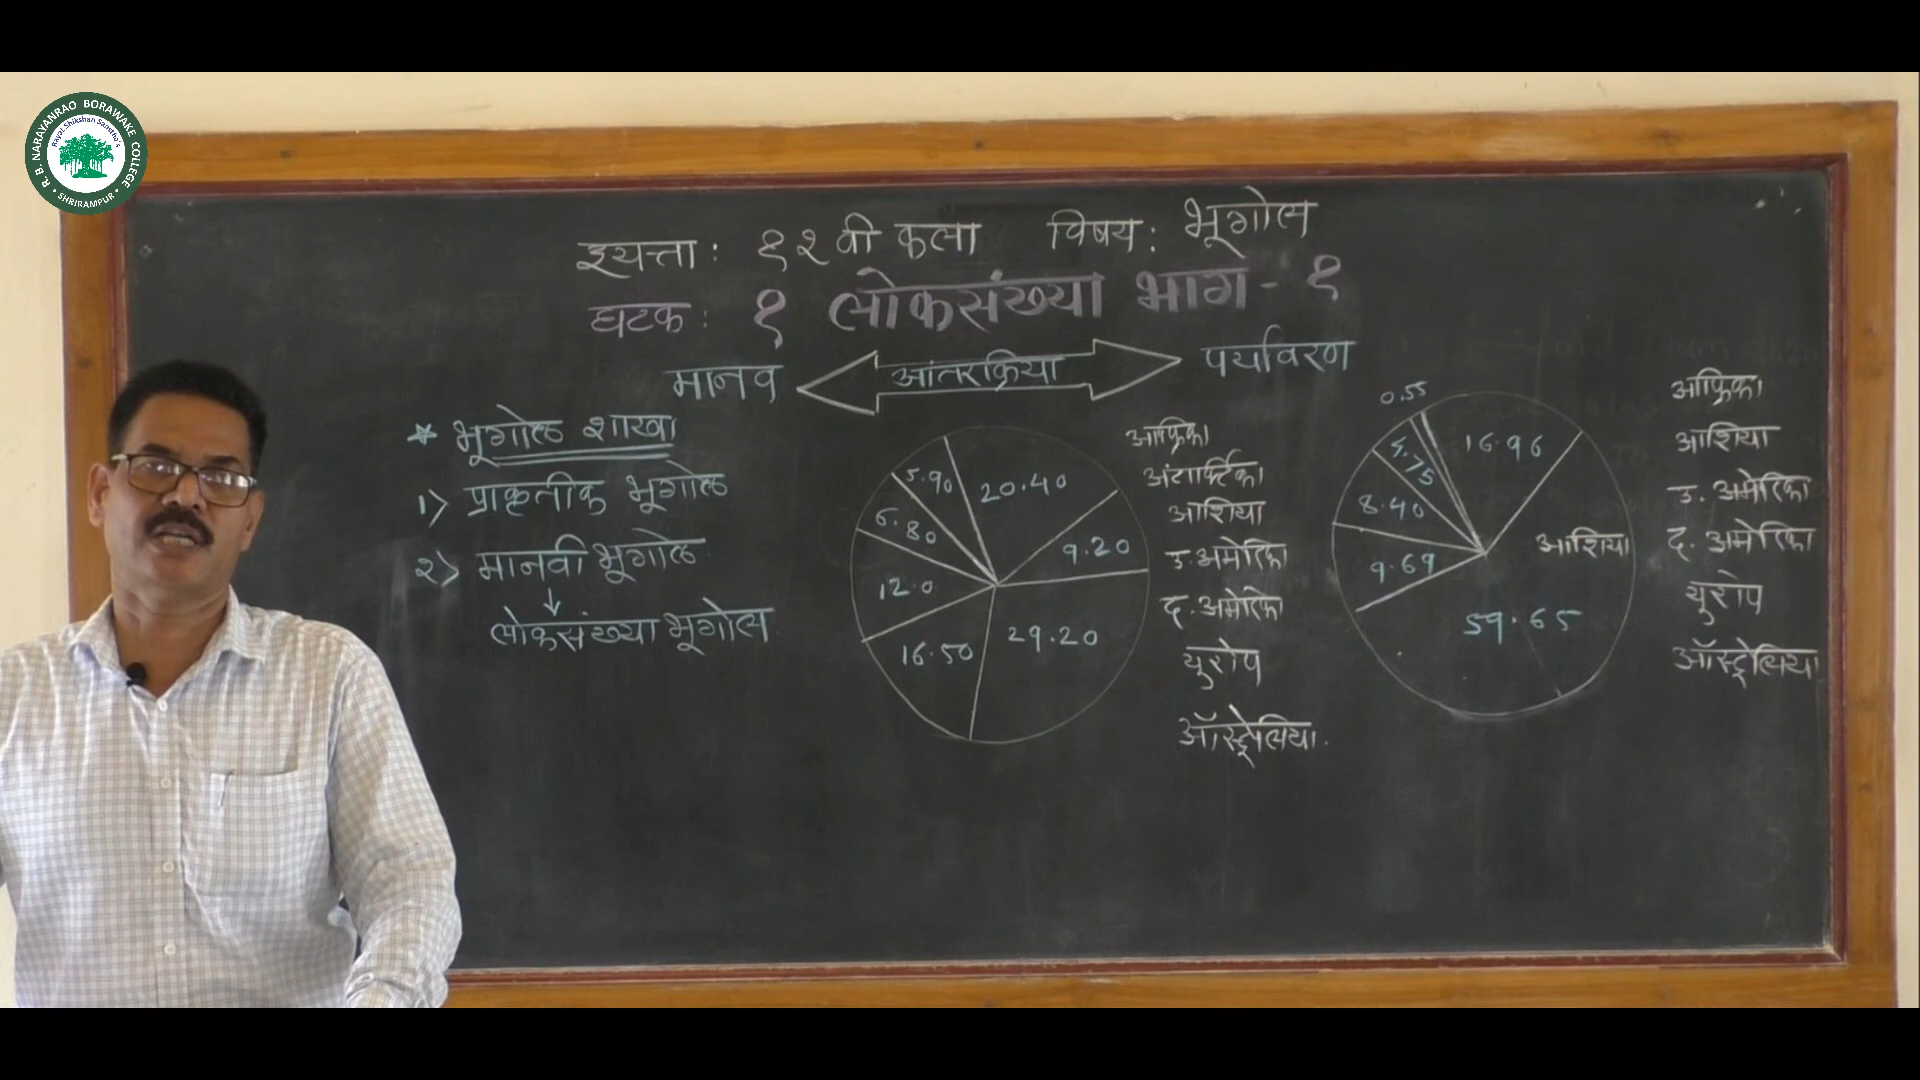 R. B. NARAYANRAO BORAWAKE COLLEGE
Rayat Shikshan Sanstha's
SHRIRAMPUR
इयत्ता : १२ वी कला विषय : भूगोल
घटक : १ लोकसंख्या भाग - १
मानव आंतरक्रिया पर्यावरण
* भूगोल शाखा
१) प्राकृतीक भूगोल
२) मानवी भूगोल
↓
लोकसंख्या भूगोल
5.90
20.40
6.80
9.20
12.0
16.50
29.20
आफ्रिका
अंटार्क्टिका
आशिया
उ. अमेरिका
द. अमेरिका
युरोप
ऑस्ट्रेलिया.
0.55
16.96
5.75
8.40
आशिया
9.69
59.65
आफ्रिका
आशिया
उ. अमेरिका
द. अमेरिका
युरोप
ऑस्ट्रेलिया